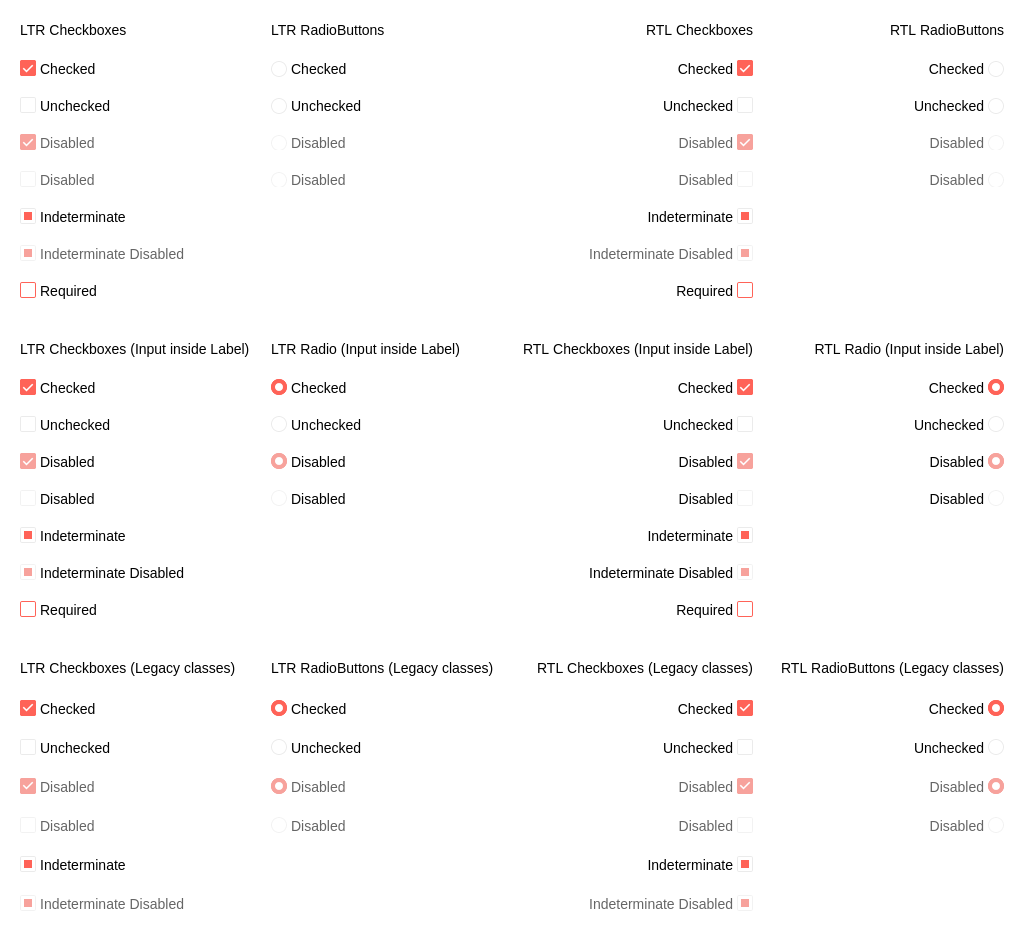 LTR Checkboxes LTR RadioButtons RTL Checkboxes RTL RadioButtons
Checked Checked Checked Checked
Unchecked Unchecked Unchecked Unchecked
Disabled Disabled Disabled Disabled
Disabled Disabled Disabled Disabled
Indeterminate Indeterminate
Indeterminate Disabled Indeterminate Disabled
Required Required
LTR Checkboxes (Input inside Label) LTR Radio (Input inside Label) RTL Checkboxes (Input inside Label) RTL Radio (Input inside Label)
Checked Checked Checked Checked
Unchecked Unchecked Unchecked Unchecked
Disabled Disabled Disabled Disabled
Disabled Disabled Disabled Disabled
Indeterminate Indeterminate
Indeterminate Disabled Indeterminate Disabled
Required Required
LTR Checkboxes (Legacy classes) LTR RadioButtons (Legacy classes) RTL Checkboxes (Legacy classes) RTL RadioButtons (Legacy classes)
Checked Checked Checked Checked
Unchecked Unchecked Unchecked Unchecked
Disabled Disabled Disabled Disabled
Disabled Disabled Disabled Disabled
Indeterminate Indeterminate
Indeterminate Disabled Indeterminate Disabled